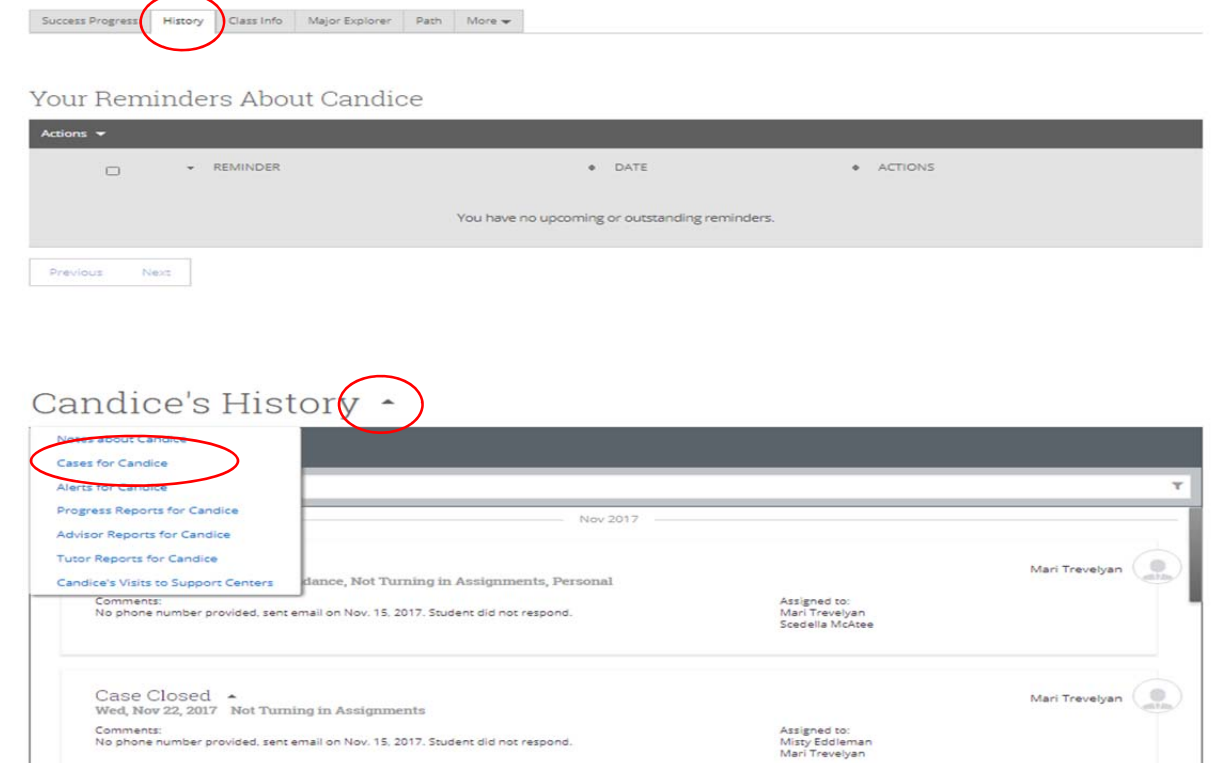 Success Progress History Class Info Major Explorer Path More
Your Reminders About Candice
Actions
REMINDER DATE ACTIONS
You have no upcoming or outstanding reminders.
Previous Next
Candice's History
Notes about Candice
Cases for Candice
Alerts for Candice
Progress Reports for Candice
Nov 2017
Advisor Reports for Candice
Tutor Reports for Candice
Mari Trevelyan
Candice's Visits to Support Centers dance, Not Turning in Assignments, Personal
Comments: Assigned to:
No phone number provided, sent email on Nov. 15, 2017. Student did not respond. Mari Trevelyan
Scedella McAtee
Case Closed Mari Trevelyan
Wed, Nov 22, 2017 Not Turning in Assignments
Comments: Assigned to:
No phone number provided, sent email on Nov. 15, 2017. Student did not respond. Misty Eddleman
Mari Trevelyan